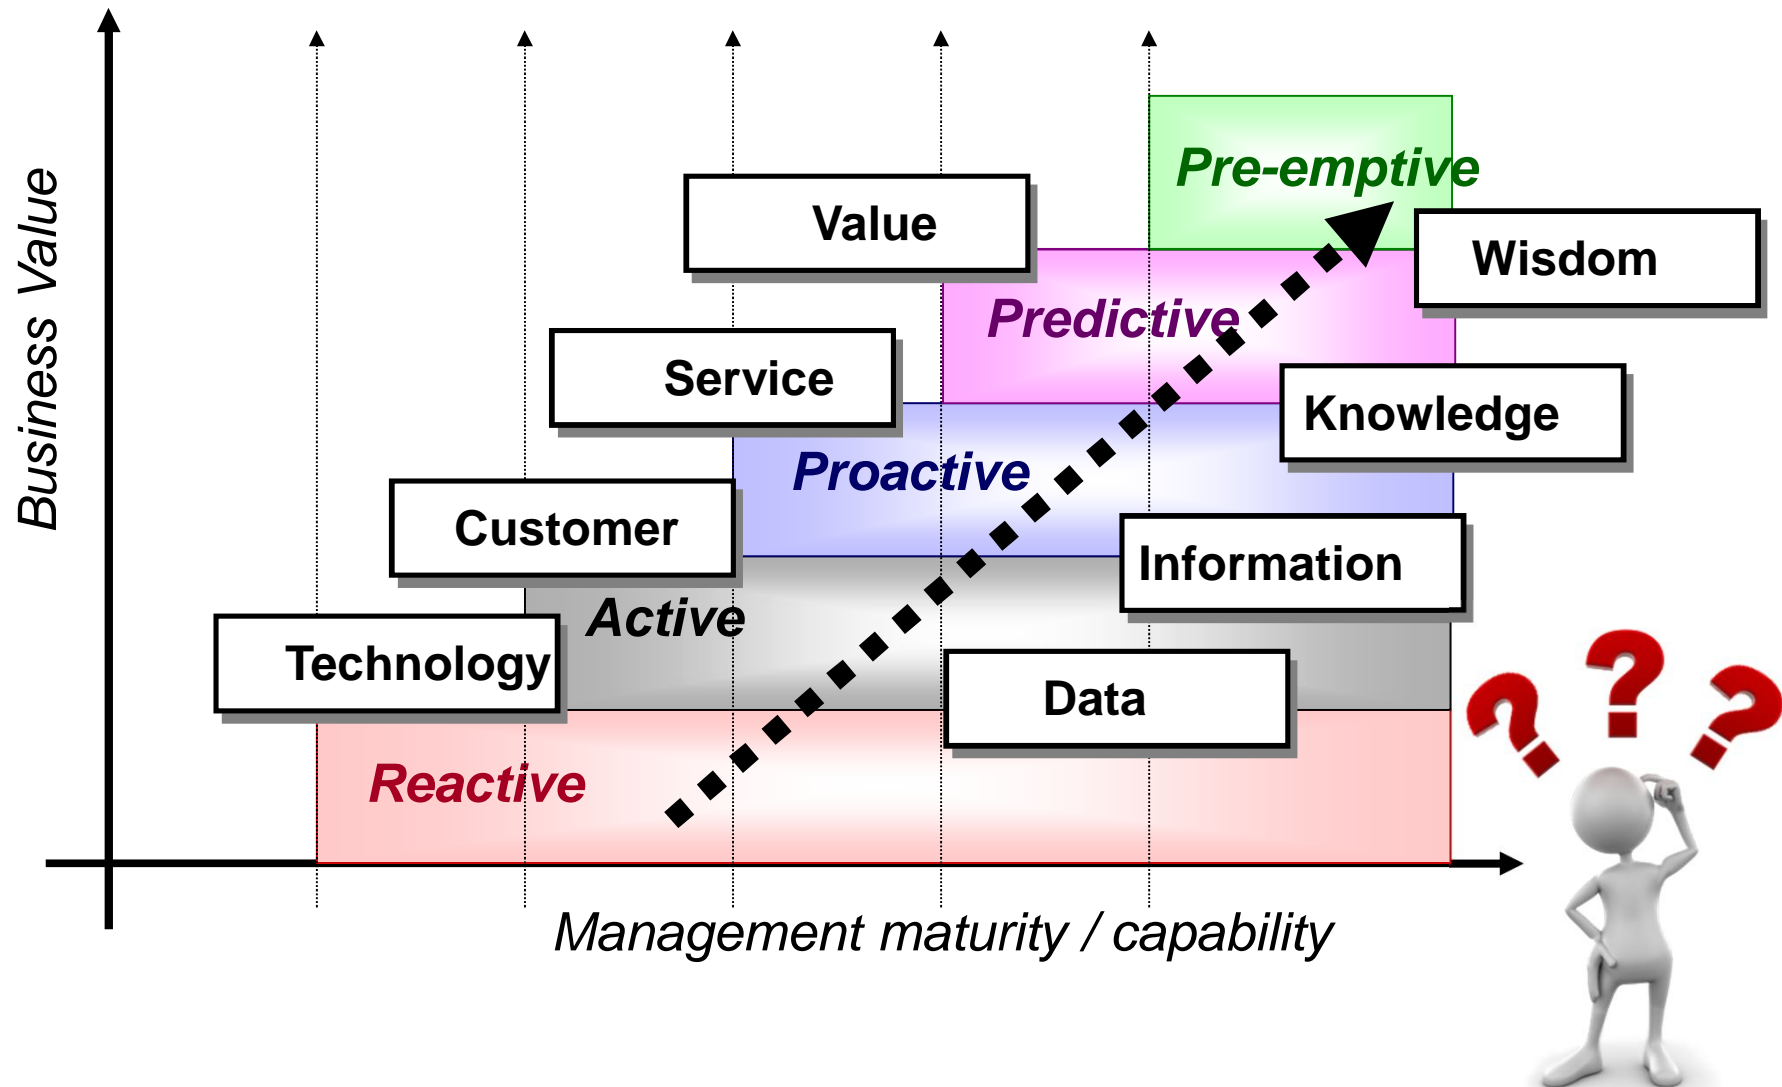 Business Value
Pre-emptive
Value
Wisdom
Predictive
Service
Knowledge
Proactive
Customer
Information
Active
Technology
Data
Reactive
Management maturity / capability
? ? ?